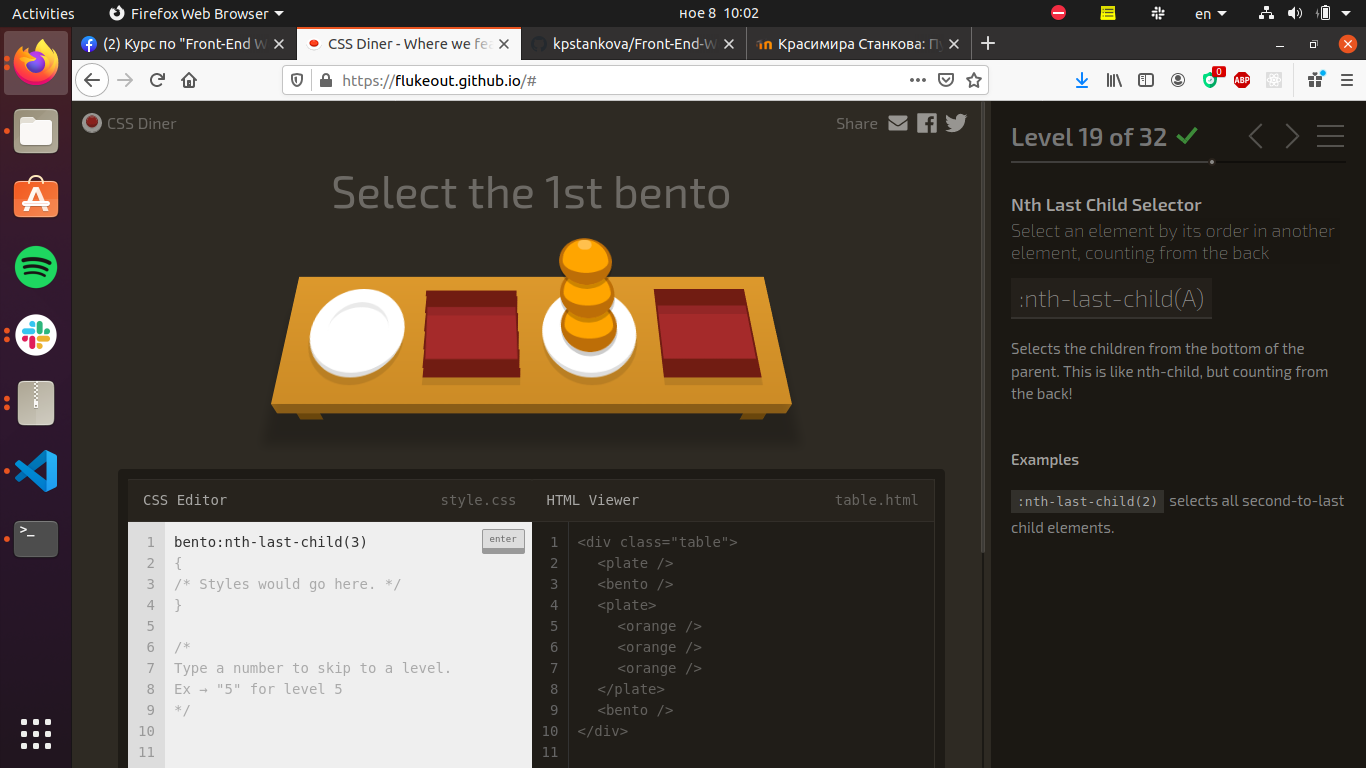 Activities
Firefox Web Browser
ное 8 10:02
en
(2) Курс по "Front-End W
CSS Diner - Where we fea
kpstankova/Front-End-W
Красимира Станкова: П
https://flukeout.github.io/#
0
ABP
CSS Diner
Share
Select the 1st bento
CSS Editor
style.css
HTML Viewer
table.html
enter
1 bento:nth-last-child(3)
2 {
3 /* Styles would go here. */
4 }
5
6 /*
7 Type a number to skip to a level.
8 Ex → "5" for level 5
9 */
10
11
1 <div class="table">
2 <plate />
3 <bento />
4 <plate>
5 <orange />
6 <orange />
7 <orange />
8 </plate>
9 <bento />
10 </div>
11
Level 19 of 32
Nth Last Child Selector
Select an element by its order in another
element, counting from the back
:nth-last-child(A)
Selects the children from the bottom of the
parent. This is like nth-child, but counting from
the back!
Examples
:nth-last-child(2) selects all second-to-last
child elements.